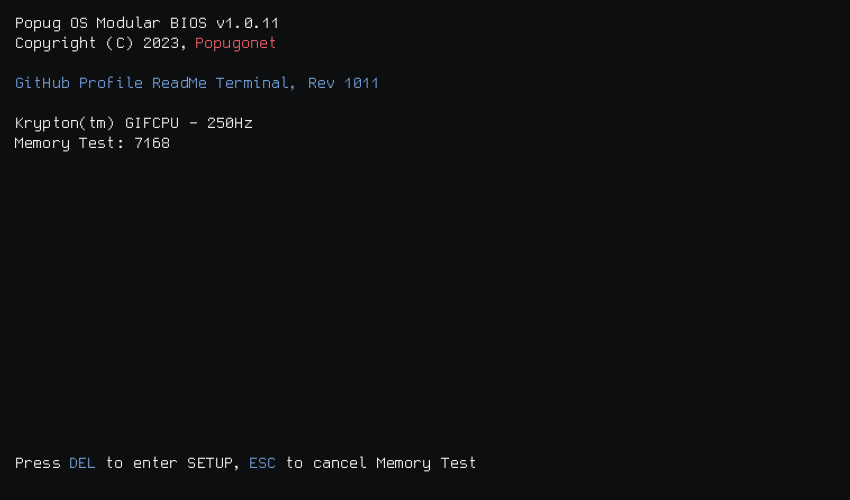 Popug OS Modular BIOS v1.0.11
Copyright (C) 2023, Popugonet
GitHub Profile ReadMe Terminal, Rev 1011
Krypton(tm) GIFCPU - 250Hz
Memory Test: 7168
Press DEL to enter SETUP, ESC to cancel Memory Test